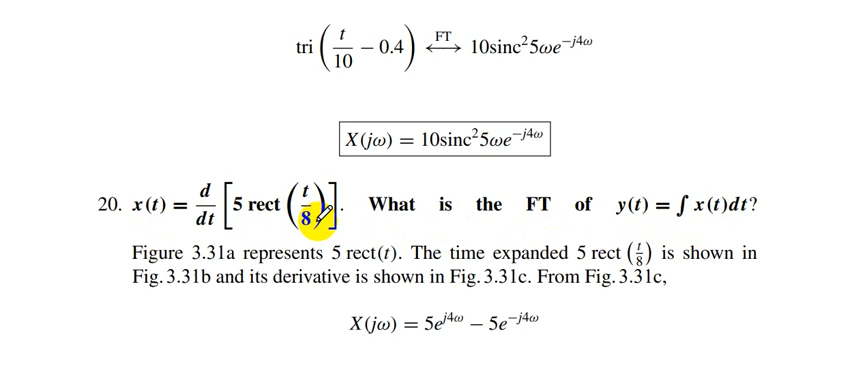 tri (t/10 − 0.4) ⟷^FT 10sinc²5ωe^{−j4ω}
X(jω) = 10sinc²5ωe^{−j4ω}
20. x(t) = d/dt [5 rect (t/8)]. What is the FT of y(t) = ∫ x(t)dt?
Figure 3.31a represents 5 rect(t). The time expanded 5 rect (t/8) is shown in
Fig. 3.31b and its derivative is shown in Fig. 3.31c. From Fig. 3.31c,
X(jω) = 5e^{j4ω} − 5e^{−j4ω}